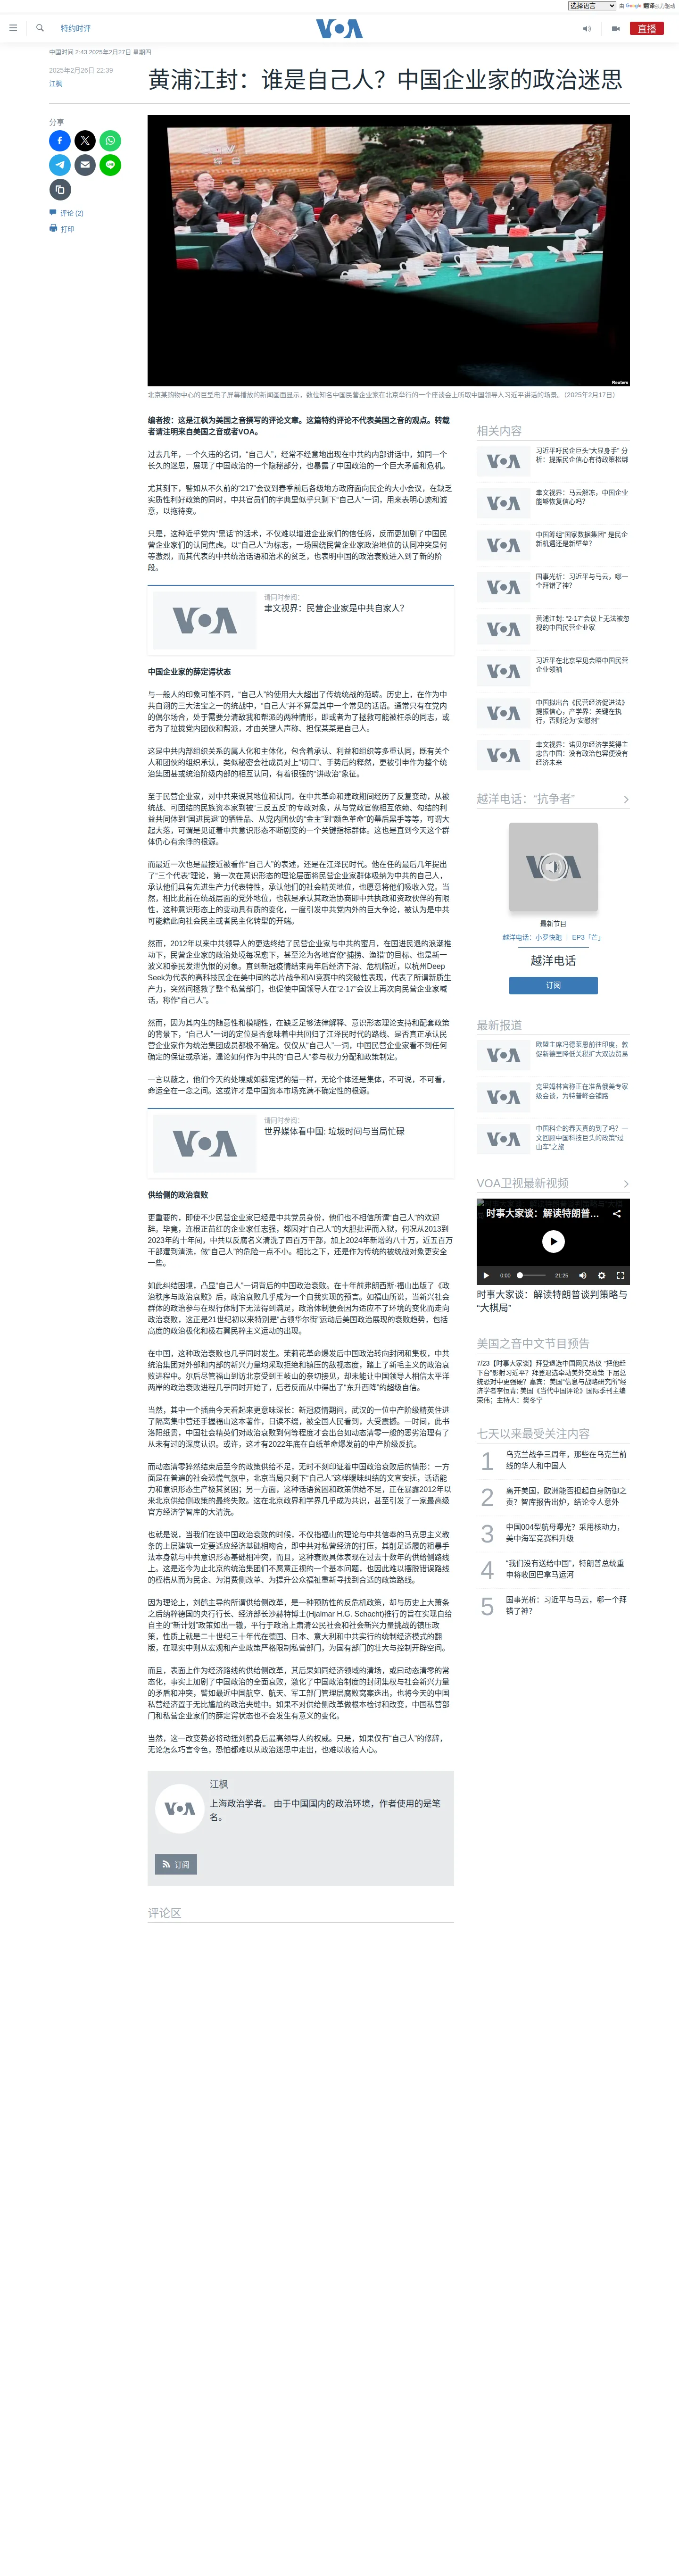 选择语言 由 Google 翻译强力驱动
特约时评
VOA
直播
中国时间 2:43 2025年2月27日 星期四
2025年2月26日 22:39
江枫
黄浦江封：谁是自己人？中国企业家的政治迷思
分享
评论 (2)
打印
Reuters
北京某购物中心的巨型电子屏幕播放的新闻画面显示，数位知名中国民营企业家在北京举行的一个座谈会上听取中国领导人习近平讲话的场景。（2025年2月17日）
编者按：这是江枫为美国之音撰写的评论文章。这篇特约评论不代表美国之音的观点。转载
者请注明来自美国之音或者VOA。
过去几年，一个久违的名词，“自己人”，经常不经意地出现在中共的内部讲话中，如同一个
长久的迷思，展现了中国政治的一个隐秘部分，也暴露了中国政治的一个巨大矛盾和危机。
尤其刻下，譬如从不久前的“217”会议到春季前后各级地方政府面向民企的大小会议，在缺乏
实质性利好政策的同时，中共官员们的字典里似乎只剩下“自己人”一词，用来表明心迹和诚
意，以拖待变。
只是，这种近乎党内“黑话”的话术，不仅难以增进企业家们的信任感，反而更加剧了中国民
营企业家们的认同焦虑。以“自己人”为标志，一场围绕民营企业家政治地位的认同冲突是何
等激烈，而其代表的中共统治话语和治术的贫乏，也表明中国的政治衰败进入到了新的阶
段。
请同时参阅:
聿文视界：民营企业家是中共自家人？
VOA
中国企业家的薛定谔状态
与一般人的印象可能不同，“自己人”的使用大大超出了传统统战的范畴。历史上，在作为中
共自诩的三大法宝之一的统战中，“自己人”并不算是其中一个常见的话语。通常只有在党内
的偶尔场合，处于需要分清敌我和帮派的两种情形，即或者为了拯救可能被枉杀的同志，或
者为了拉拢党内团伙和帮派，才由关键人声称、担保某某是自己人。
这是中共内部组织关系的属人化和主体化，包含着承认、利益和组织等多重认同，既有关个
人和团伙的组织承认，类似秘密会社成员对上“切口”、手势后的释然，更被引申作为整个统
治集团甚或统治阶级内部的相互认同，有着很强的“讲政治”象征。
至于民营企业家，对中共来说其地位和认同，在中共革命和建政期间经历了反复变动，从被
统战、可团结的民族资本家到被“三反五反”的专政对象，从与党政官僚相互依赖、勾结的利
益共同体到“国进民退”的牺牲品、从党内团伙的“金主”到“颜色革命”的幕后黑手等等，可谓大
起大落，可谓是见证着中共意识形态不断剧变的一个关键指标群体。这也是直到今天这个群
体仍心有余悸的根源。
而最近一次也是最接近被看作“自己人”的表述，还是在江泽民时代。他在任的最后几年提出
了“三个代表”理论，第一次在意识形态的理论层面将民营企业家群体吸纳为中共的自己人，
承认他们具有先进生产力代表特性，承认他们的社会精英地位，也愿意将他们吸收入党。当
然，相比此前在统战层面的党外地位，也就是承认其政治协商即中共执政和资政伙伴的有限
性，这种意识形态上的变动具有质的变化，一度引发中共党内外的巨大争论，被认为是中共
可能籍此向社会民主或者民主化转型的开端。
然而，2012年以来中共领导人的更迭终结了民营企业家与中共的蜜月，在国进民退的浪潮推
动下，民营企业家的政治处境每况愈下，甚至沦为各地官僚“捕捞、渔猎”的目标、也是新一
波义和拳民发泄仇恨的对象。直到新冠疫情结束两年后经济下滑、危机临近，以杭州Deep
Seek为代表的高科技民企在美中间的芯片战争和AI竞赛中的突破性表现，代表了所谓新质生
产力，突然间拯救了整个私营部门，也促使中国领导人在“2·17”会议上再次向民营企业家喊
话，称作“自己人”。
然而，因为其内生的随意性和模糊性，在缺乏足够法律解释、意识形态理论支持和配套政策
的背景下，“自己人”一词的定位是否意味着中共回归了江泽民时代的路线、是否真正承认民
营企业家作为统治集团成员都极不确定。仅仅从“自己人”一词，中国民营企业家看不到任何
确定的保证或承诺，遑论如何作为中共的“自己人”参与权力分配和政策制定。
一言以蔽之，他们今天的处境或如薛定谔的猫一样，无论个体还是集体，不可说，不可看，
命运全在一念之间。这或许才是中国资本市场充满不确定性的根源。
请同时参阅:
世界媒体看中国: 垃圾时间与当局忙碌
VOA
供给侧的政治衰败
更重要的，即使不少民营企业家已经是中共党员身份，他们也不相信所谓“自己人”的欢迎
辞。毕竟，连根正苗红的企业家任志强，都因对“自己人”的大胆批评而入狱，何况从2013到
2023年的十年间，中共以反腐名义清洗了四百万干部，加上2024年新增的八十万，近五百万
干部遭到清洗，做“自己人”的危险一点不小。相比之下，还是作为传统的被统战对象更安全
一些。
如此纠结困境，凸显“自己人”一词背后的中国政治衰败。在十年前弗朗西斯·福山出版了《政
治秩序与政治衰败》后，政治衰败几乎成为一个自我实现的预言。如福山所说，当新兴社会
群体的政治参与在现行体制下无法得到满足，政治体制便会因为适应不了环境的变化而走向
政治衰败，这正是21世纪初以来特别是“占领华尔街”运动后美国政治展现的衰败趋势，包括
高度的政治极化和极右翼民粹主义运动的出现。
在中国，这种政治衰败也几乎同时发生。茉莉花革命爆发后中国政治转向封闭和集权，中共
统治集团对外部和内部的新兴力量均采取拒绝和镇压的敌视态度，踏上了新毛主义的政治衰
败进程中。尔后尽管福山到访北京受到王岐山的亲切接见，却未能让中国领导人相信太平洋
两岸的政治衰败进程几乎同时开始了，后者反而从中得出了“东升西降”的超级自信。
当然，其中一个插曲今天看起来更意味深长：新冠疫情期间，武汉的一位中产阶级精英住进
了隔离集中营还手握福山这本著作，日读不缀，被全国人民看到，大受震撼。一时间，此书
洛阳纸贵，中国社会精英们对政治衰败到何等程度才会出台如动态清零一般的恶劣治理有了
从未有过的深度认识。或许，这才有2022年底在白纸革命爆发前的中产阶级反抗。
而动态清零猝然结束后至今的政策供给不足，无时不刻印证着中国政治衰败后的情形：一方
面是在普遍的社会恐慌气氛中，北京当局只剩下“自己人”这样暧昧纠结的文宣安抚，话语能
力和意识形态生产极其贫困；另一方面，这种话语贫困和政策供给不足，正在暴露2012年以
来北京供给侧政策的最终失败。这在北京政界和学界几乎成为共识，甚至引发了一家最高级
官方经济学智库的大清洗。
也就是说，当我们在谈中国政治衰败的时候，不仅指福山的理论与中共信奉的马克思主义教
条的上层建筑一定要适应经济基础相吻合，即中共对私营经济的打压，其削足适履的粗暴手
法本身就与中共意识形态基础相冲突，而且，这种衰败具体表现在过去十数年的供给侧路线
上。这是迄今为止北京的统治集团们不愿意正视的一个基本问题，也因此难以摆脱错误路线
的桎梏从而为民企、为消费侧改革、为提升公众福祉重新寻找到合适的政策路线。
因为理论上，刘鹤主导的所谓供给侧改革，是一种预防性的反危机政策，却与历史上大萧条
之后纳粹德国的央行行长、经济部长沙赫特博士(Hjalmar H.G. Schacht)推行的旨在实现自给
自主的“新计划”政策如出一辙，平行于政治上肃清公民社会和社会新兴力量挑战的镇压政
策，性质上就是二十世纪三十年代在德国、日本、意大利和中共实行的统制经济模式的翻
版，在现实中则从宏观和产业政策严格限制私营部门，为国有部门的壮大与控制开辟空间。
而且，表面上作为经济路线的供给侧改革，其后果如同经济领域的清场，或曰动态清零的常
态化，事实上加剧了中国政治的全面衰败，激化了中国政治制度的封闭集权与社会新兴力量
的矛盾和冲突，譬如最近中国航空、航天、军工部门管理层腐败窝案迭出，也将今天的中国
私营经济置于无比尴尬的政治夹缝中。如果不对供给侧改革做根本检讨和改变，中国私营部
门和私营企业家们的薛定谔状态也不会发生有意义的变化。
当然，这一改变势必将动摇刘鹤身后最高领导人的权威。只是，如果仅有“自己人”的修辞，
无论怎么巧言令色，恐怕都难以从政治迷思中走出，也难以收拾人心。
VOA
江枫
上海政治学者。 由于中国国内的政治环境，作者使用的是笔
名。
订阅
评论区
相关内容
习近平吁民企巨头“大显身手” 分
析：提振民企信心有待政策松绑
聿文视界：马云解冻，中国企业
能够恢复信心吗？
中国筹组“国家数据集团” 是民企
新机遇还是新壁垒？
国事光析：习近平与马云，哪一
个拜错了神？
黄浦江封: “2-17”会议上无法被忽
视的中国民营企业家
习近平在北京罕见会晤中国民营
企业领袖
中国拟出台《民营经济促进法》
提振信心，产学界：关键在执
行，否则沦为“安慰剂”
聿文视界：诺贝尔经济学奖得主
忠告中国：没有政治包容便没有
经济未来
越洋电话：“抗争者”
最新节目
越洋电话：小罗快跑 ｜ EP3「芒」
越洋电话
订阅
最新报道
欧盟主席冯德莱恩前往印度，敦
促新德里降低关税扩大双边贸易
克里姆林宫称正在准备俄美专家
级会谈，为特普峰会铺路
中国科企的春天真的到了吗？一
文回顾中国科技巨头的政策“过
山车”之旅
VOA卫视最新视频
时事大家谈：解读特朗普…
0:00 21:25
时事大家谈：解读特朗普谈判策略与
“大棋局”
美国之音中文节目预告
7/23【时事大家谈】拜登退选中国网民热议 “把他赶
下台”影射习近平？拜登退选牵动美外交政策 下届总
统恐对中更强硬？嘉宾：美国“信息与战略研究所”经
济学者李恒青; 美国《当代中国评论》国际季刊主编
荣伟；主持人：樊冬宁
七天以来最受关注内容
1 乌克兰战争三周年，那些在乌克兰前
线的华人和中国人
2 离开美国，欧洲能否担起自身防御之
责？智库报告出炉，结论令人意外
3 中国004型航母曝光？采用核动力，
美中海军竞赛料升级
4 “我们没有送给中国”，特朗普总统重
申将收回巴拿马运河
5 国事光析：习近平与马云，哪一个拜
错了神？